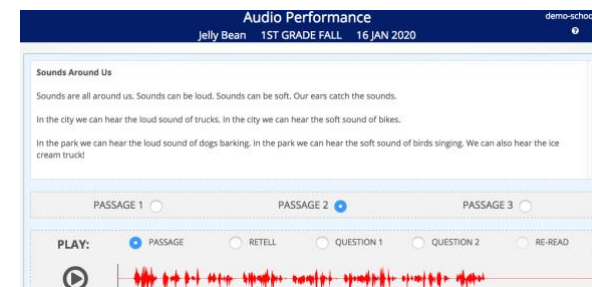 Audio Performance
demo-schoo
Jelly Bean 1ST GRADE FALL 16 JAN 2020
Sounds Around Us
Sounds are all around us. Sounds can be loud. Sounds can be soft. Our ears catch the sounds.
In the city we can hear the loud sound of trucks. In the city we can hear the soft sound of bikes.
In the park we can hear the loud sound of dogs barking. In the park we can hear the soft sound of birds singing. We can also hear the ice
cream truck!
PASSAGE 1 PASSAGE 2 PASSAGE 3
PLAY: PASSAGE RETELL QUESTION 1 QUESTION 2 RE-READ